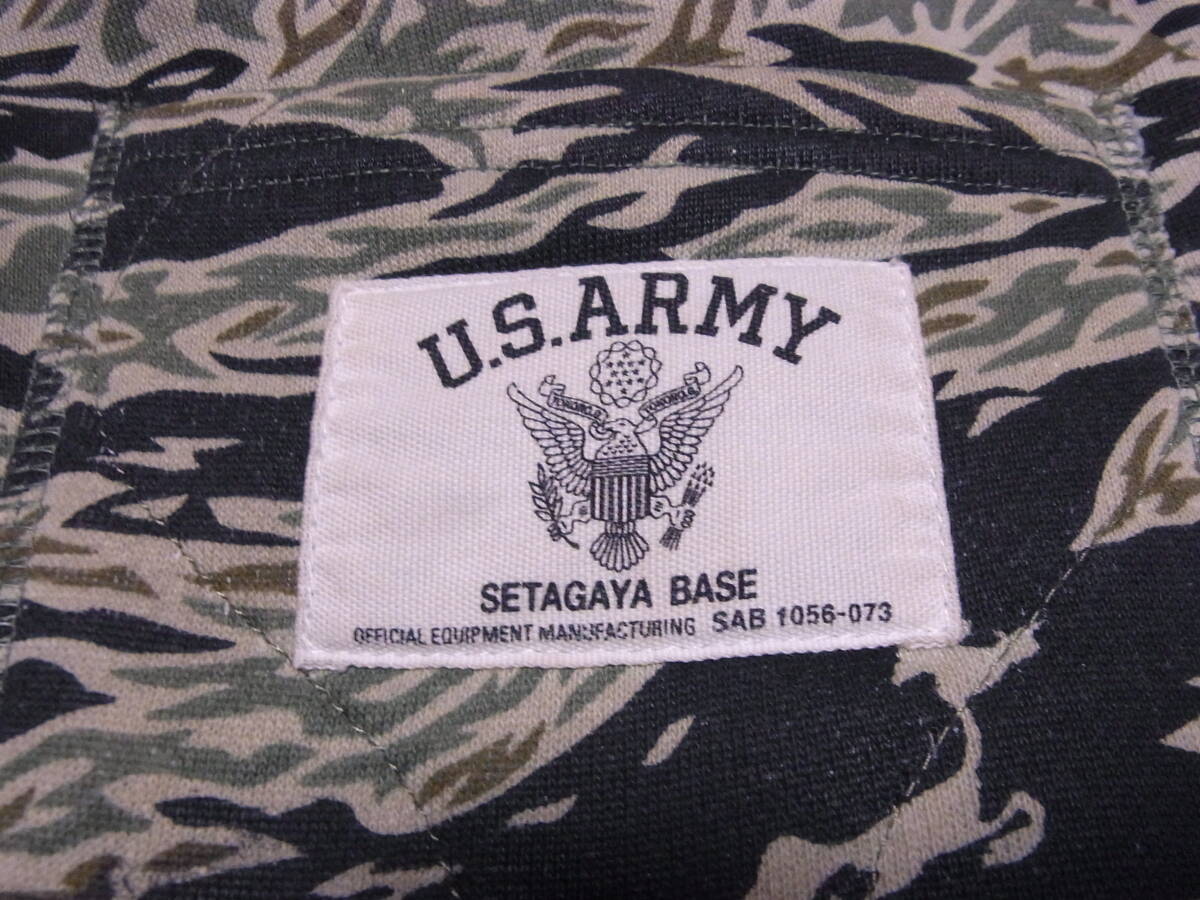 U.S.ARMY
SETAGAYA BASE
OFFICIAL EQUIPMENT MANUFACTURING SAB 1056-073